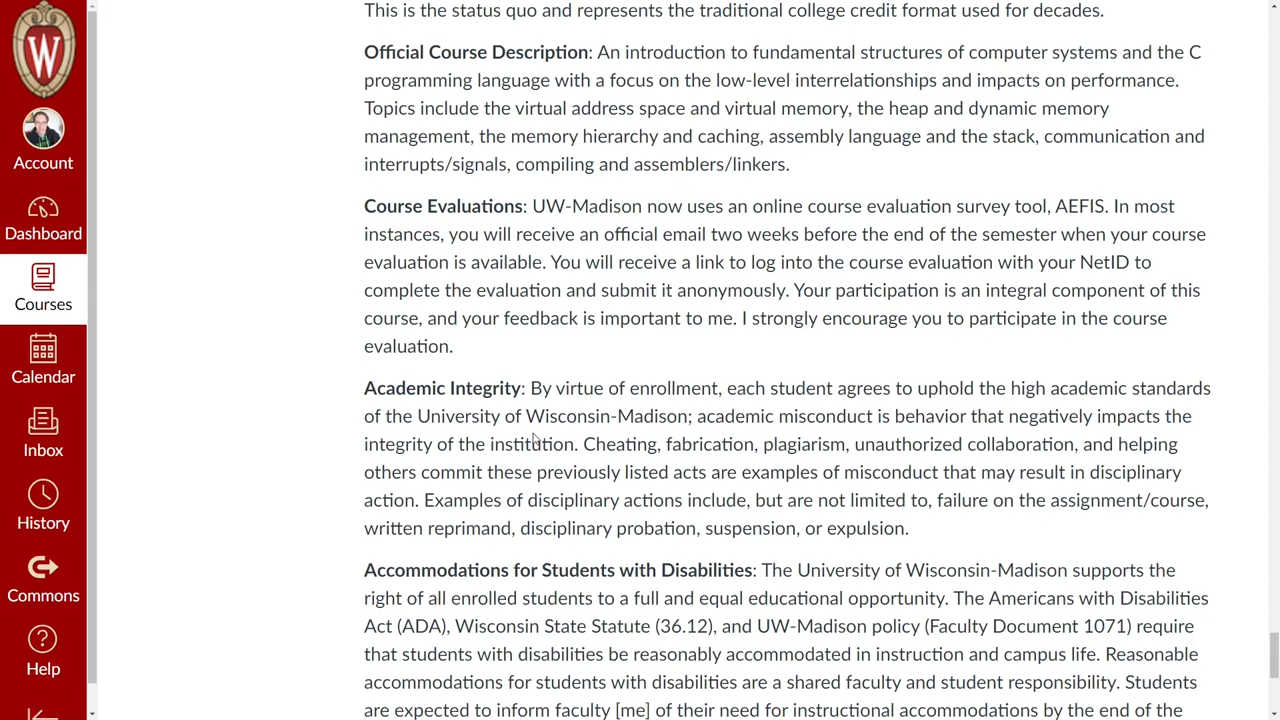 W
Account
Dashboard
Courses
Calendar
Inbox
History
Commons
Help
This is the status quo and represents the traditional college credit format used for decades.
Official Course Description: An introduction to fundamental structures of computer systems and the C
programming language with a focus on the low-level interrelationships and impacts on performance.
Topics include the virtual address space and virtual memory, the heap and dynamic memory
management, the memory hierarchy and caching, assembly language and the stack, communication and
interrupts/signals, compiling and assemblers/linkers.
Course Evaluations: UW-Madison now uses an online course evaluation survey tool, AEFIS. In most
instances, you will receive an official email two weeks before the end of the semester when your course
evaluation is available. You will receive a link to log into the course evaluation with your NetID to
complete the evaluation and submit it anonymously. Your participation is an integral component of this
course, and your feedback is important to me. I strongly encourage you to participate in the course
evaluation.
Academic Integrity: By virtue of enrollment, each student agrees to uphold the high academic standards
of the University of Wisconsin-Madison; academic misconduct is behavior that negatively impacts the
integrity of the institution. Cheating, fabrication, plagiarism, unauthorized collaboration, and helping
others commit these previously listed acts are examples of misconduct that may result in disciplinary
action. Examples of disciplinary actions include, but are not limited to, failure on the assignment/course,
written reprimand, disciplinary probation, suspension, or expulsion.
Accommodations for Students with Disabilities: The University of Wisconsin-Madison supports the
right of all enrolled students to a full and equal educational opportunity. The Americans with Disabilities
Act (ADA), Wisconsin State Statute (36.12), and UW-Madison policy (Faculty Document 1071) require
that students with disabilities be reasonably accommodated in instruction and campus life. Reasonable
accommodations for students with disabilities are a shared faculty and student responsibility. Students
are expected to inform faculty [me] of their need for instructional accommodations by the end of the